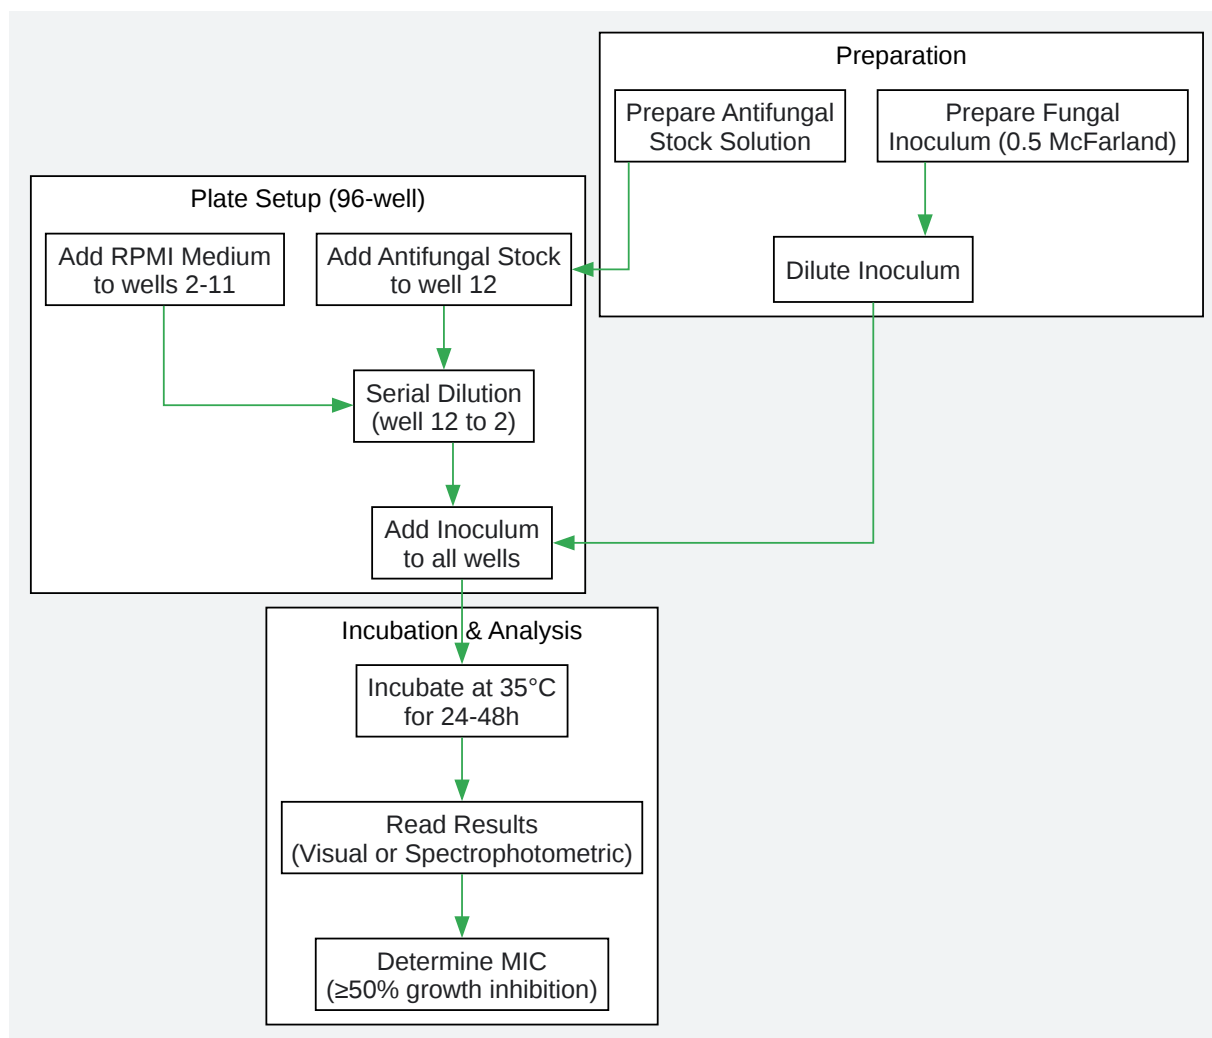 Preparation
Prepare Antifungal
Stock Solution
Prepare Fungal
Inoculum (0.5 McFarland)
Dilute Inoculum
Plate Setup (96-well)
Add RPMI Medium
to wells 2-11
Add Antifungal Stock
to well 12
Serial Dilution
(well 12 to 2)
Add Inoculum
to all wells
Incubation & Analysis
Incubate at 35°C
for 24-48h
Read Results
(Visual or Spectrophotometric)
Determine MIC
(≥50% growth inhibition)